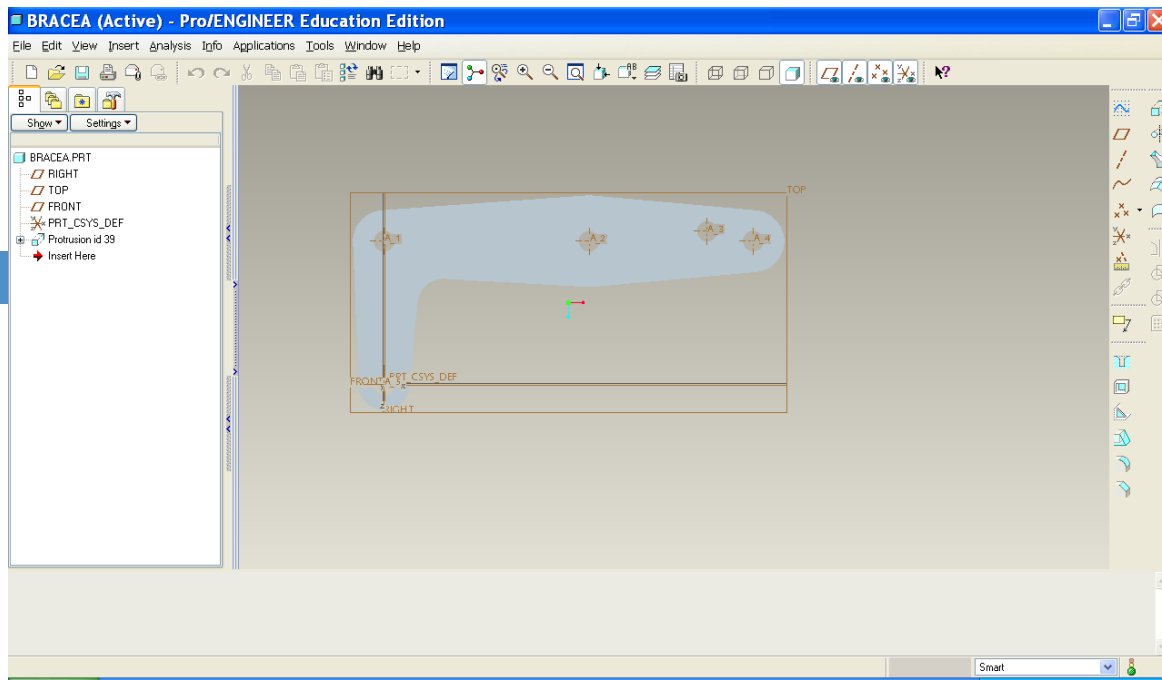 BRACEA (Active) - Pro/ENGINEER Education Edition
File Edit View Insert Analysis Info Applications Tools Window Help
Show Settings
BRACEA.PRT
RIGHT
TOP
FRONT
PRT_CSYS_DEF
Protrusion id 39
Insert Here
TOP
A_1
A_2
A_3
A_4
PRT_CSYS_DEF
FRONT A_5 x
z
RIGHT
Smart